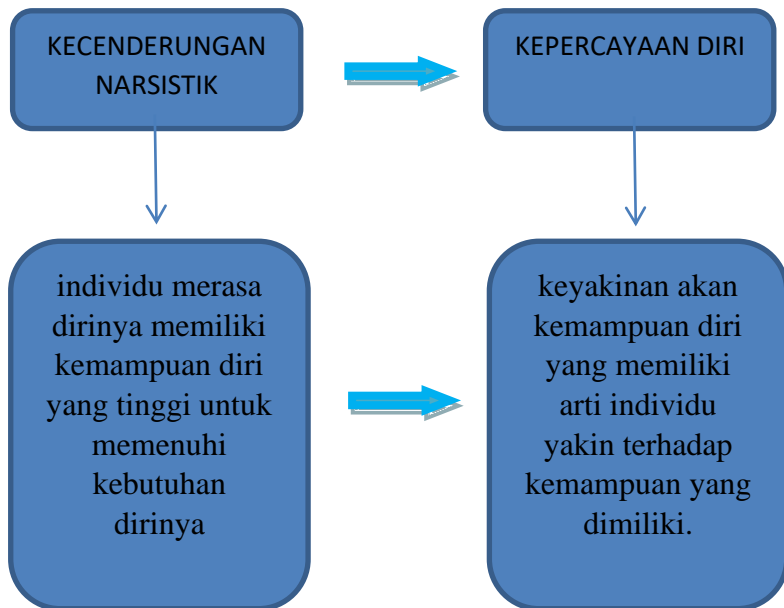 KECENDERUNGAN
NARSISTIK
KEPERCAYAAN DIRI
individu merasa
dirinya memiliki
kemampuan diri
yang tinggi untuk
memenuhi
kebutuhan
dirinya
keyakinan akan
kemampuan diri
yang memiliki
arti individu
yakin terhadap
kemampuan yang
dimiliki.